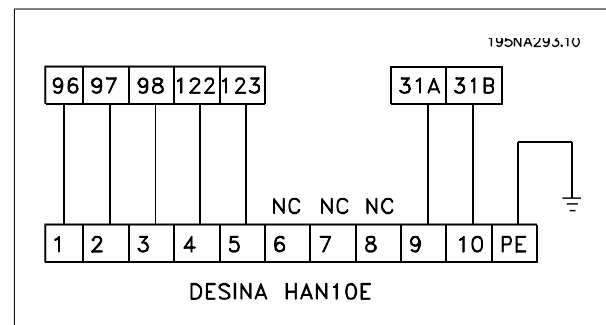 195NA293.10
96 97 98 122 123 31A 31B
NC NC NC
1 2 3 4 5 6 7 8 9 10 PE
DESINA HAN10E